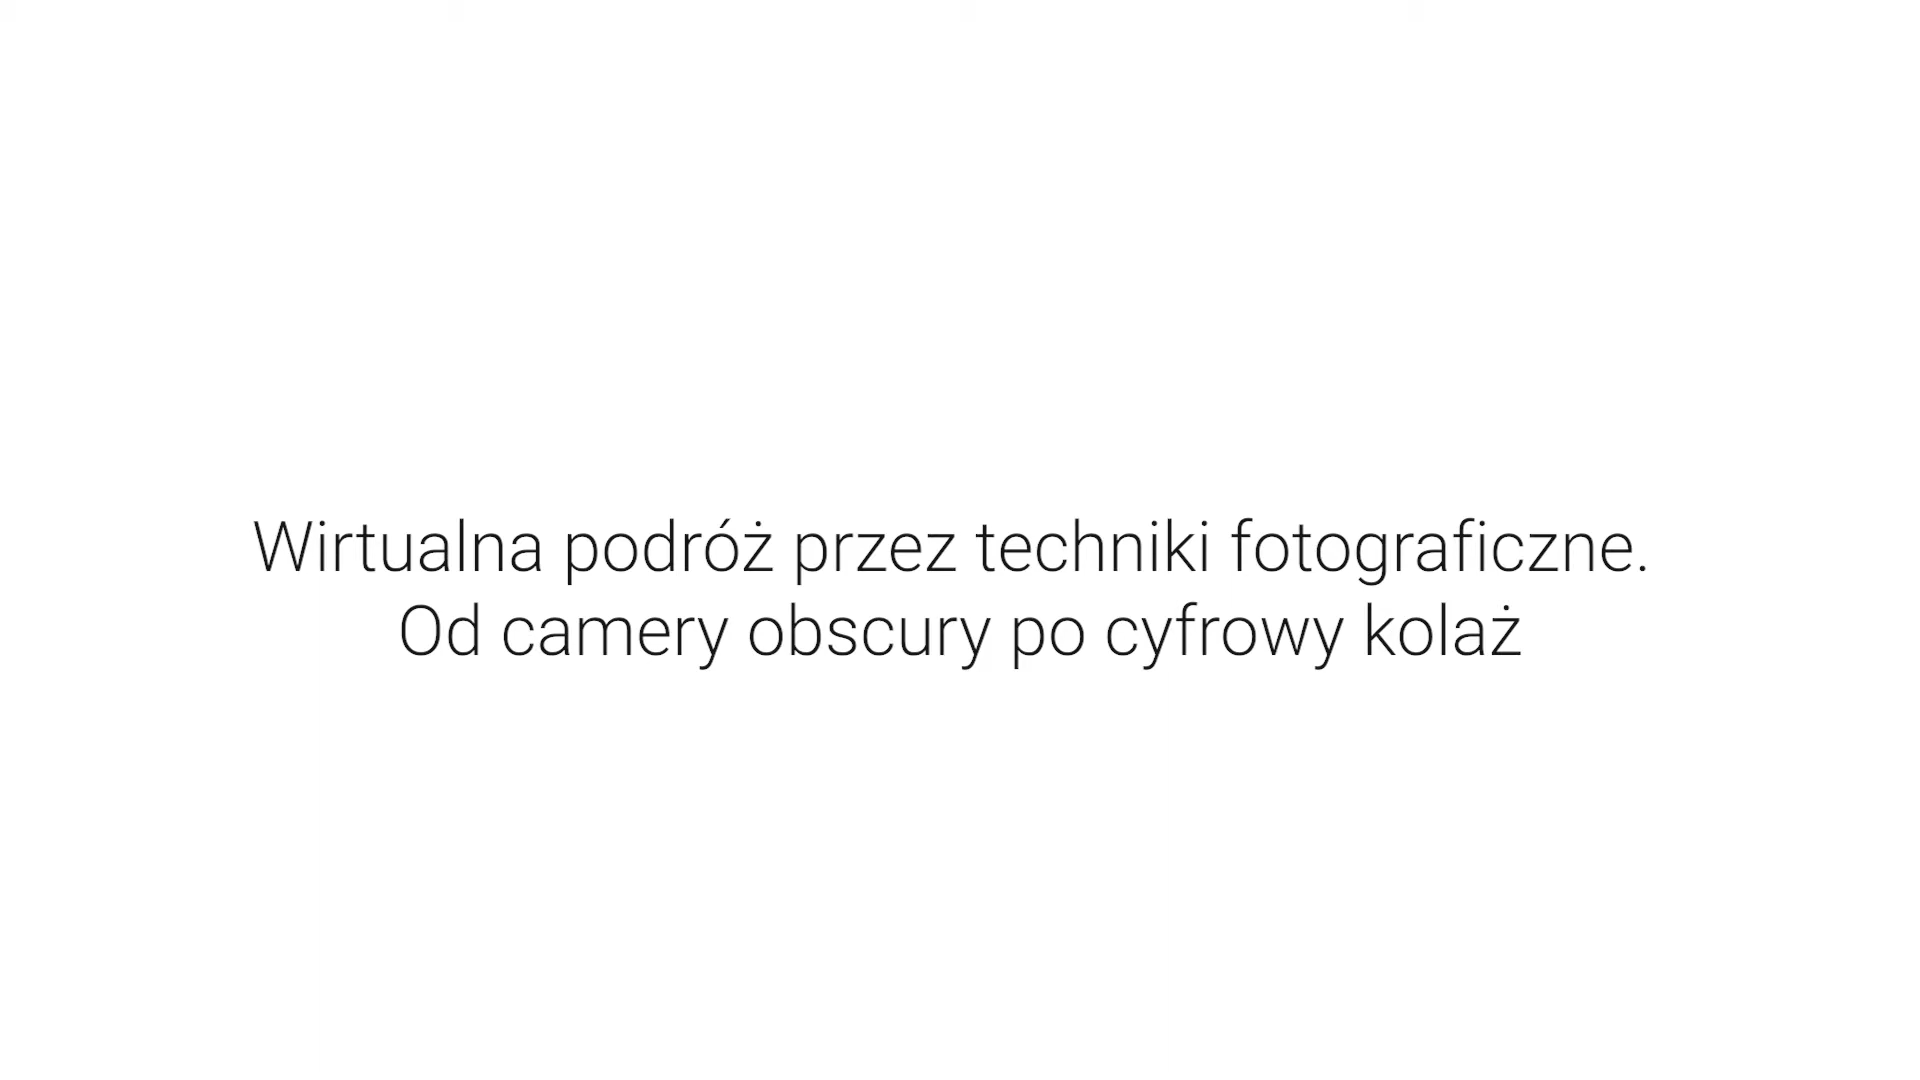 Wirtualna podróż przez techniki fotograficzne.
Od camery obscury po cyfrowy kolaż